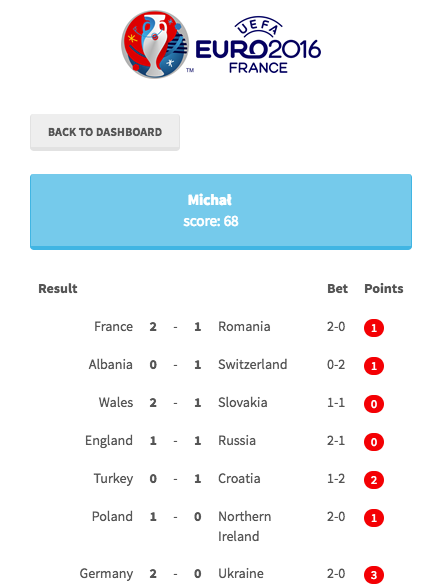 UEFA
EURO2016
FRANCE
TM
BACK TO DASHBOARD
Michał
score: 68
Result Bet Points
France 2 - 1 Romania 2-0 1
Albania 0 - 1 Switzerland 0-2 1
Wales 2 - 1 Slovakia 1-1 0
England 1 - 1 Russia 2-1 0
Turkey 0 - 1 Croatia 1-2 2
Poland 1 - 0 Northern 2-0 1
Ireland
Germany 2 - 0 Ukraine 2-0 3